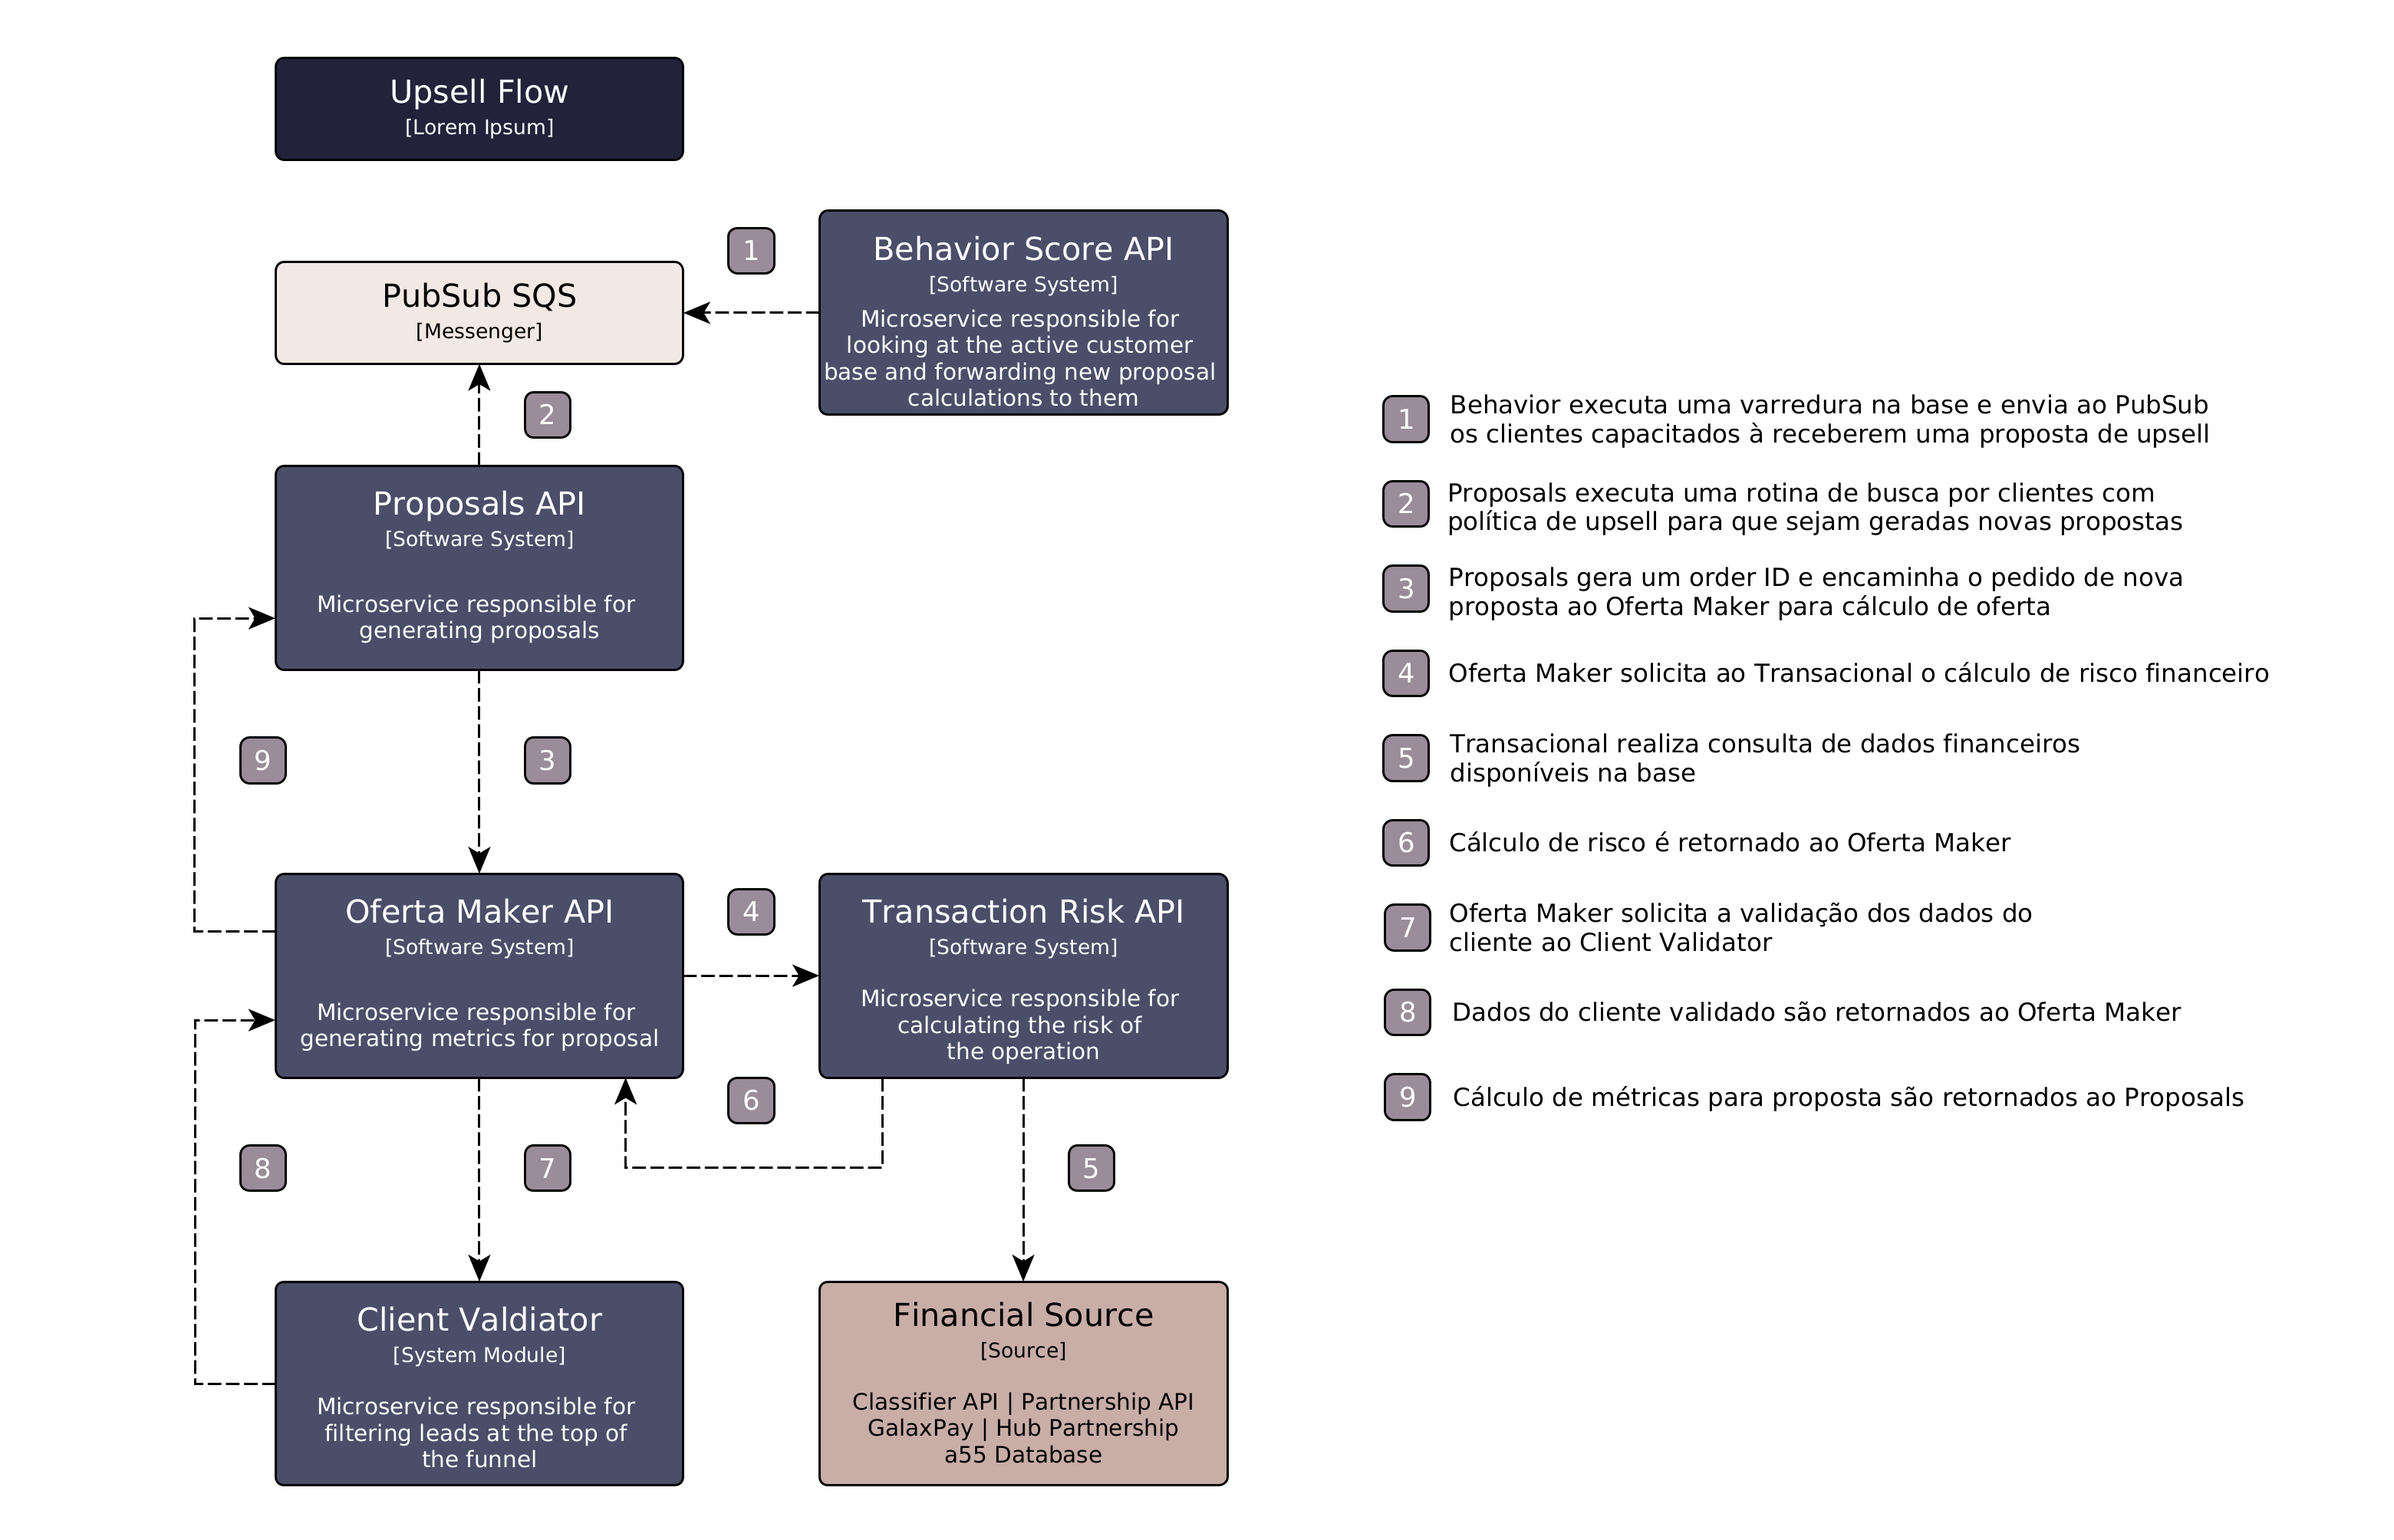 Upsell Flow
[Lorem Ipsum]
PubSub SQS
[Messenger]
1
Behavior Score API
[Software System]
Microservice responsible for
looking at the active customer
base and forwarding new proposal
calculations to them
2
Proposals API
[Software System]
Microservice responsible for
generating proposals
9
3
Oferta Maker API
[Software System]
Microservice responsible for
generating metrics for proposal
4
Transaction Risk API
[Software System]
Microservice responsible for
calculating the risk of
the operation
6
8
7
5
Client Valdiator
[System Module]
Microservice responsible for
filtering leads at the top of
the funnel
Financial Source
[Source]
Classifier API | Partnership API
GalaxPay | Hub Partnership
a55 Database
1
Behavior executa uma varredura na base e envia ao PubSub
os clientes capacitados à receberem uma proposta de upsell
2
Proposals executa uma rotina de busca por clientes com
política de upsell para que sejam geradas novas propostas
3
Proposals gera um order ID e encaminha o pedido de nova
proposta ao Oferta Maker para cálculo de oferta
4
Oferta Maker solicita ao Transacional o cálculo de risco financeiro
5
Transacional realiza consulta de dados financeiros
disponíveis na base
6
Cálculo de risco é retornado ao Oferta Maker
7
Oferta Maker solicita a validação dos dados do
cliente ao Client Validator
8
Dados do cliente validado são retornados ao Oferta Maker
9
Cálculo de métricas para proposta são retornados ao Proposals